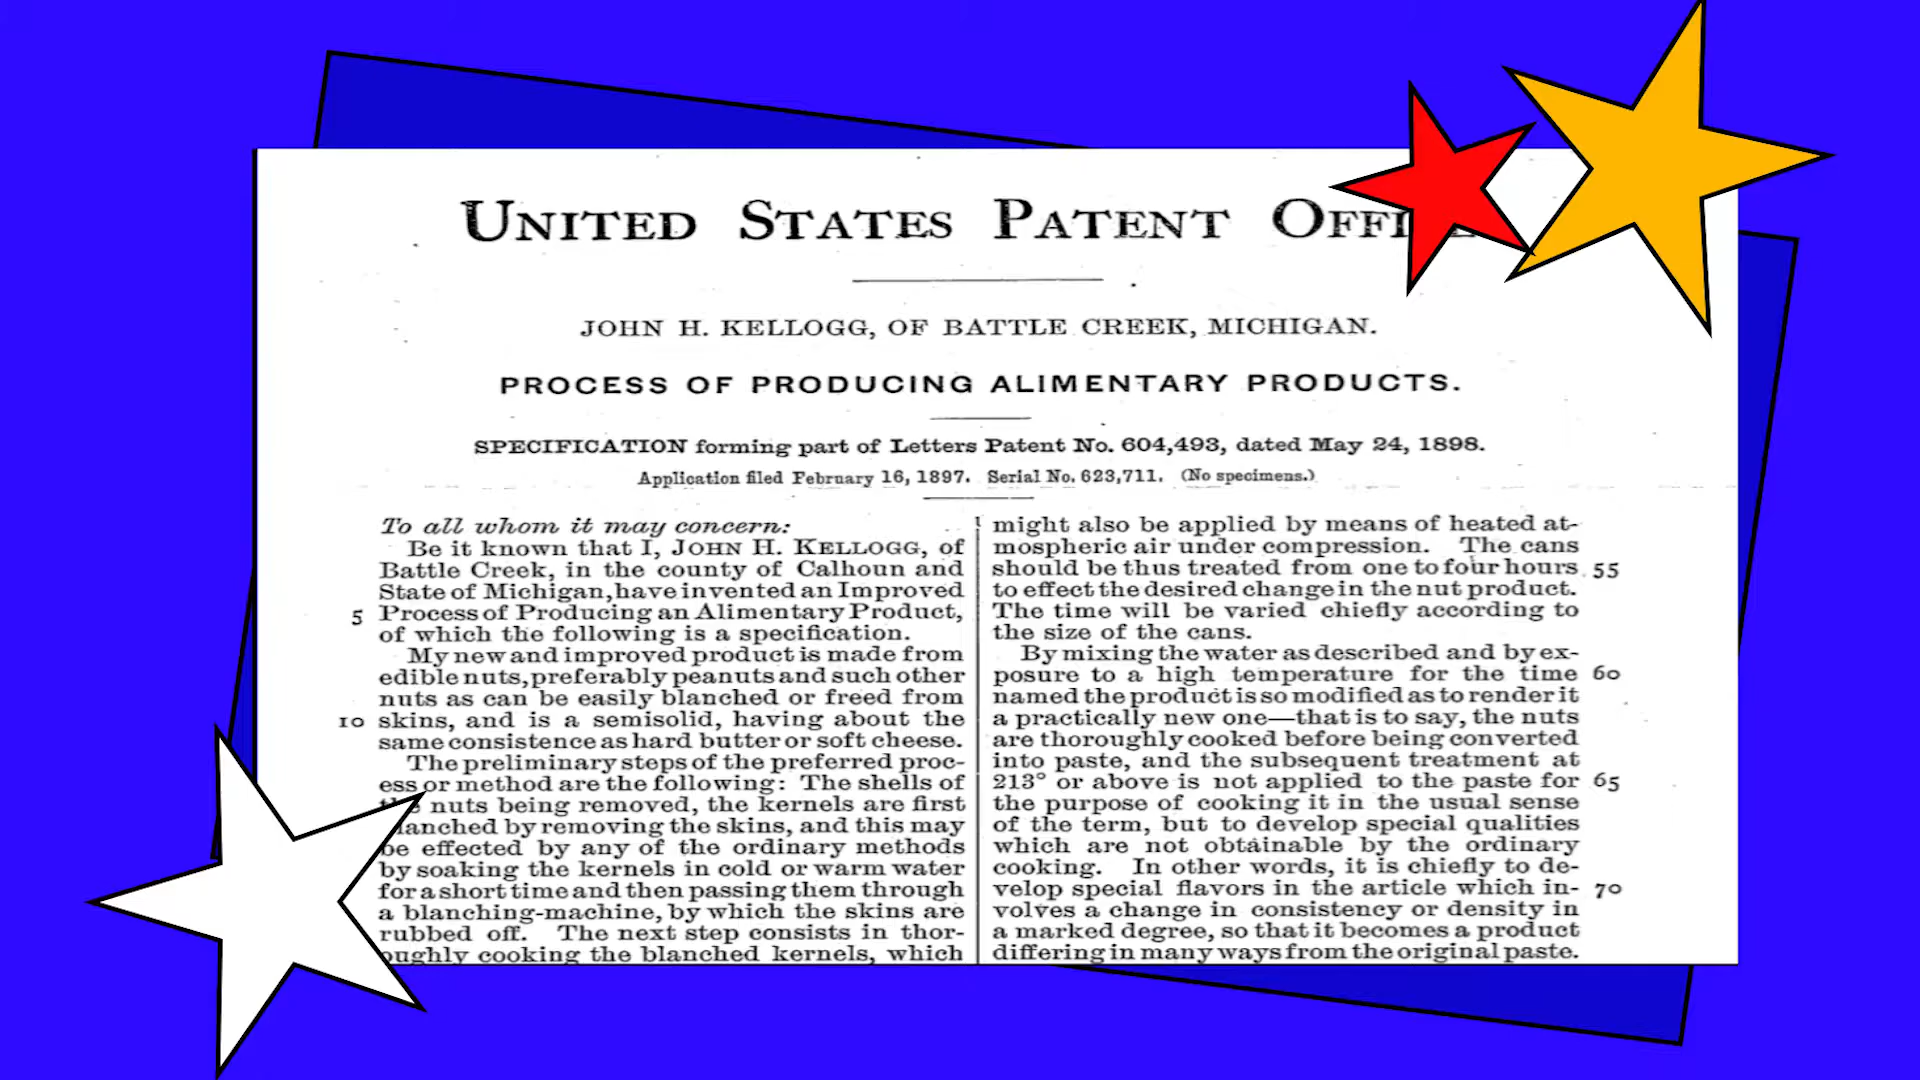 UNITED STATES PATENT
JOHN H. KELLOGG, OF BATTLE CREEK, MICHIGAN.
PROCESS OF PRODUCING ALIMENTARY PRODUCTS.
SPECIFICATION forming part of Letters Patent No. 604,493, dated May 24, 1898.
Application filed February 16, 1897. Serial No. 623,711. (No specimens.)
To all whom it may concern:
Be it known that I, JOHN H. KELLOGG, of
Battle Creek, in the county of Calhoun and
State of Michigan, have invented an Improved
5 Process of Producing an Alimentary Product,
of which the following is a specification.
My new and improved product is made from
edible nuts, preferably peanuts and such other
nuts as can be easily blanched or freed from
10 skins, and is a semisolid, having about the
same consistence as hard butter or soft cheese.
The preliminary steps of the preferred proc-
ess or method are the following: The shells of
nuts being removed, the kernels are first
by removing the skins, and this may
be effected by any of the ordinary methods
by soaking the kernels in cold or warm water
for a short time and then passing them through
a blanching-machine, by which the skins are
rubbed off. The next step consists in thor-
oughly cooking the blanched kernels, which
might also be applied by means of heated at-
mospheric air under compression. The cans
should be thus treated from one to four hours 55
to effect the desired change in the nut product.
The time will be varied chiefly according to
the size of the cans.
By mixing the water as described and by ex-
posure to a high temperature for the time 60
named the product is so modified as to render it
a practically new one—that is to say, the nuts
are thoroughly cooked before being converted
into paste, and the subsequent treatment at
213° or above is not applied to the paste for 65
the purpose of cooking it in the usual sense
of the term, but to develop special qualities
which are not obtainable by the ordinary
cooking. In other words, it is chiefly to de-
velop special flavors in the article which in- 70
volves a change in consistency or density in
a marked degree, so that it becomes a product
differing in many ways from the original paste.